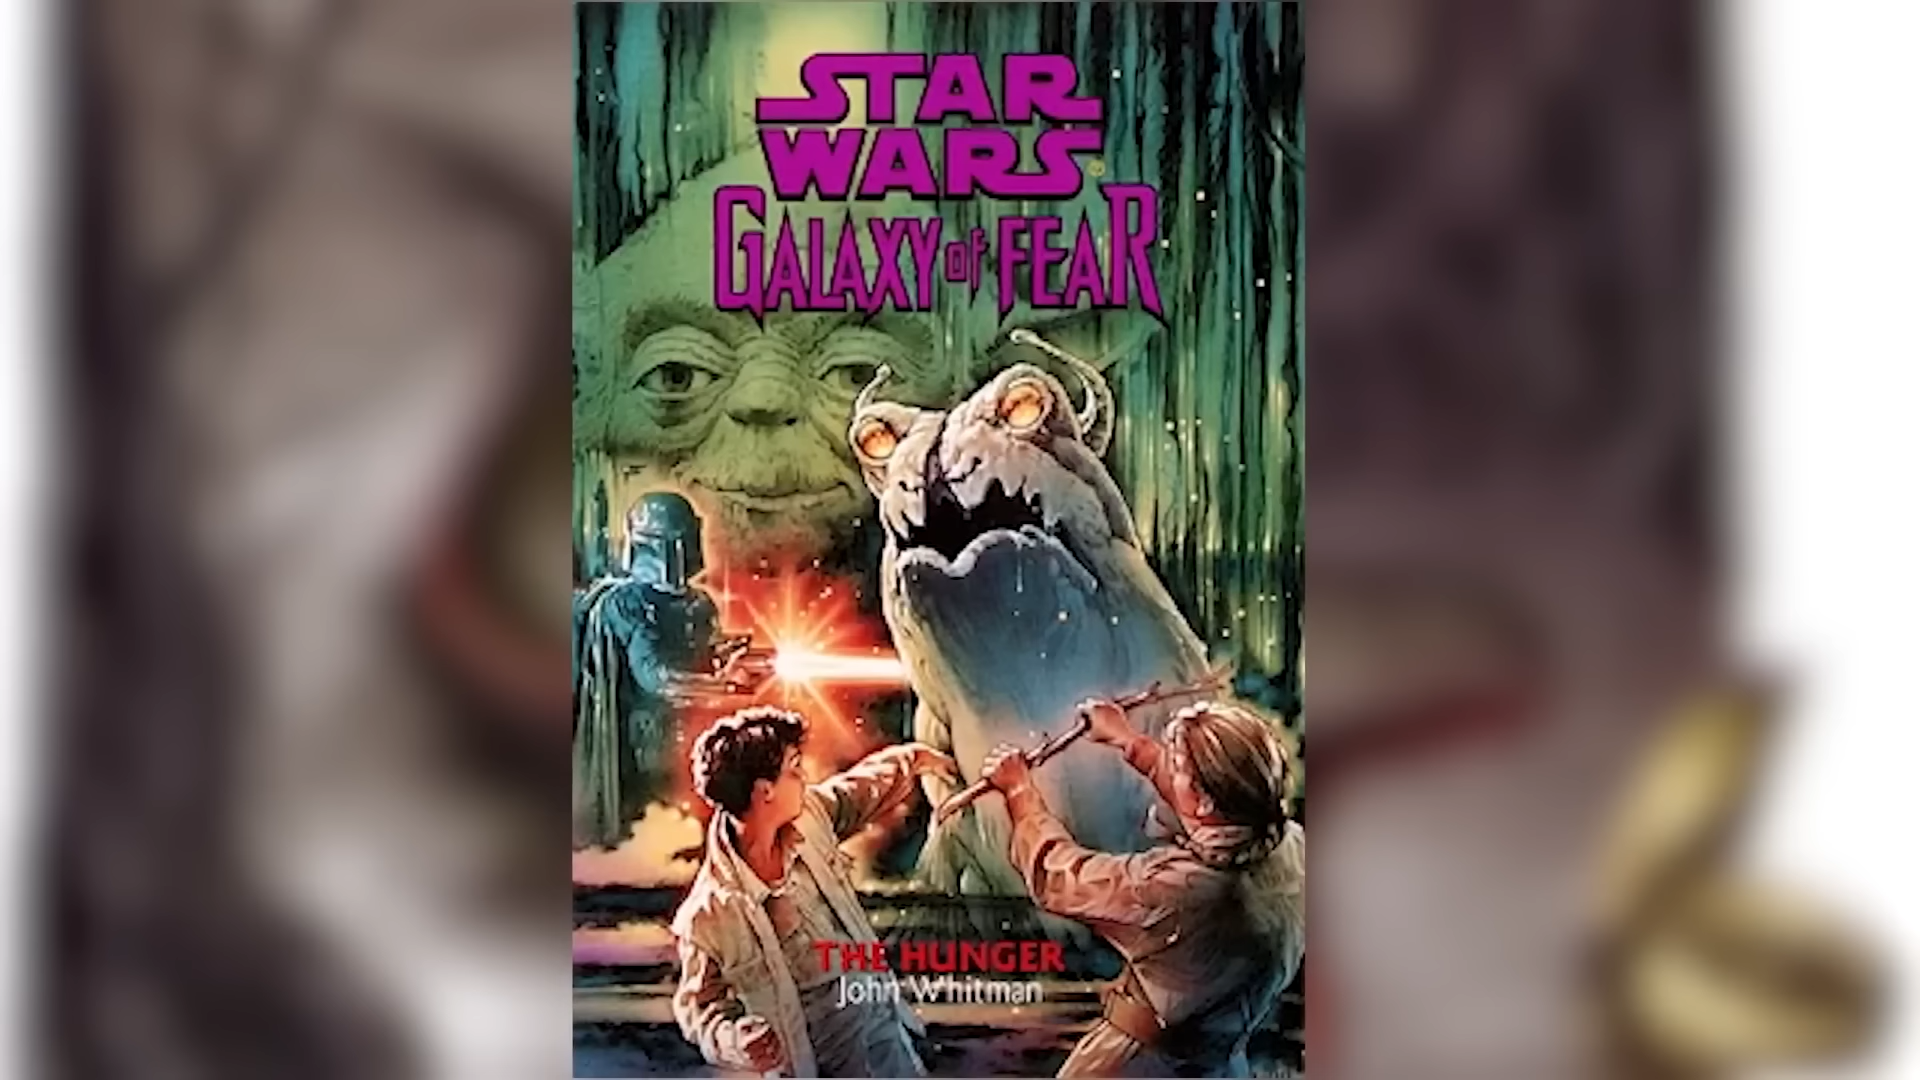 STAR
WARS®
GALAXY of FEAR
THE HUNGER
John Whitman